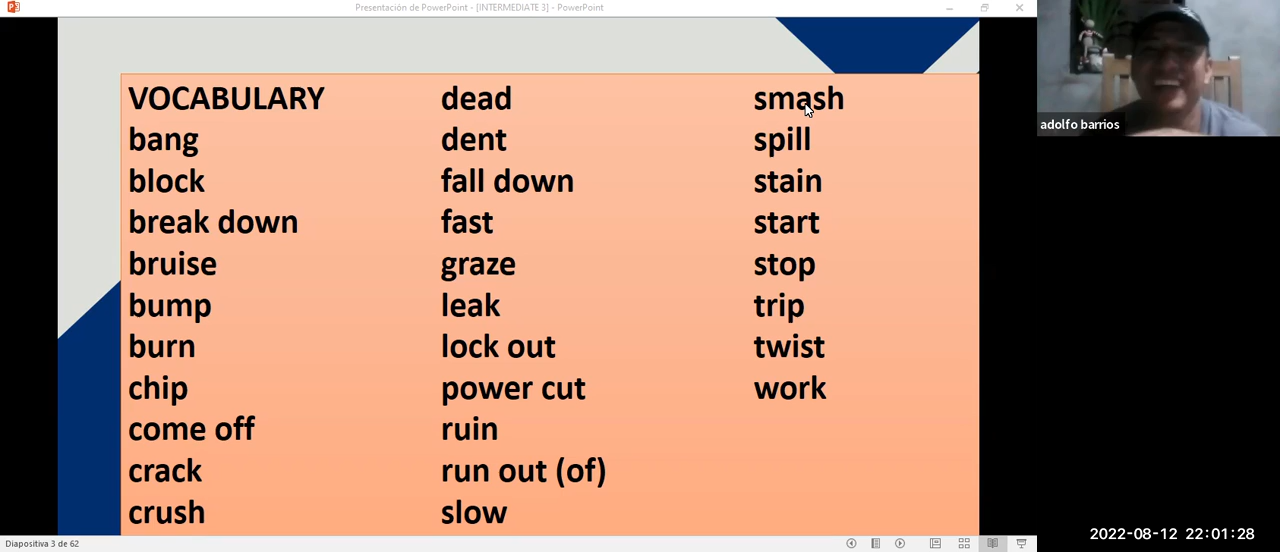 Presentación de PowerPoint - [INTERMEDIATE 3] - PowerPoint
VOCABULARY
bang
block
break down
bruise
bump
burn
chip
come off
crack
crush
dead
dent
fall down
fast
graze
leak
lock out
power cut
ruin
run out (of)
slow
smash
spill
stain
start
stop
trip
twist
work
adolfo barrios
Diapositiva 3 de 62
2022-08-12 22:01:28